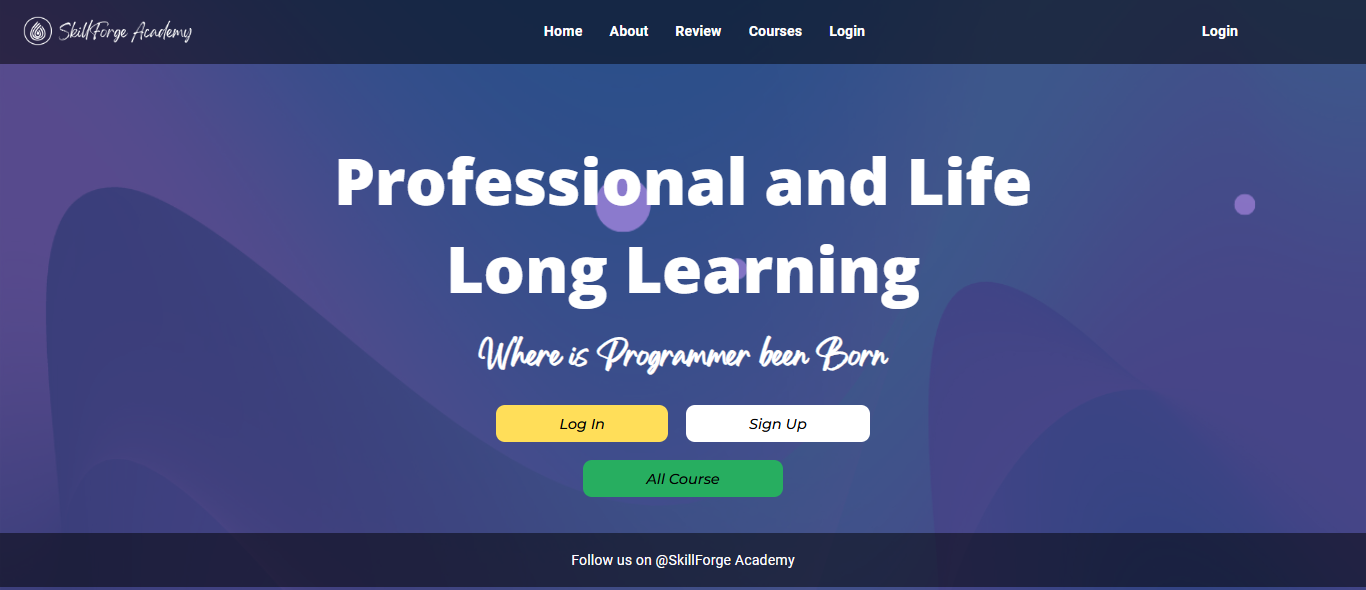 SkillForge Academy
Home About Review Courses Login
Login
Professional and Life
Long Learning
Where is Programmer been Born
Log In
Sign Up
All Course
Follow us on @SkillForge Academy